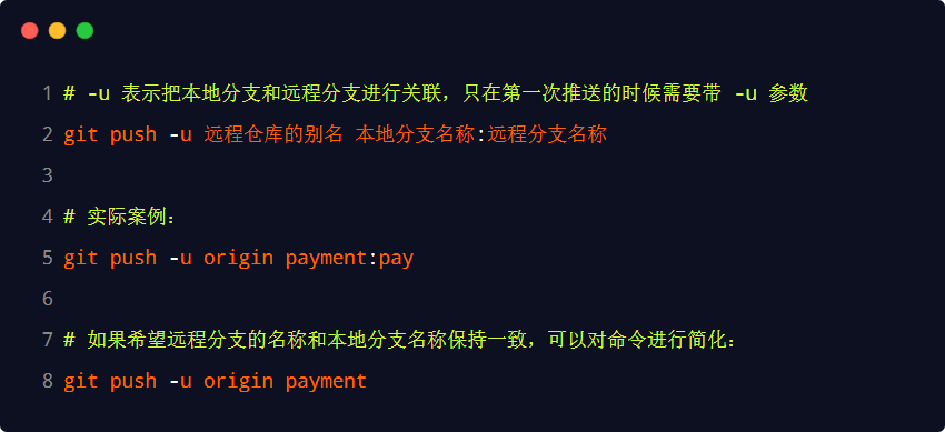 1 # -u 表示把本地分支和远程分支进行关联，只在第一次推送的时候需要带 -u 参数
2 git push -u 远程仓库的别名 本地分支名称:远程分支名称
3
4 # 实际案例：
5 git push -u origin payment:pay
6
7 # 如果希望远程分支的名称和本地分支名称保持一致，可以对命令进行简化：
8 git push -u origin payment